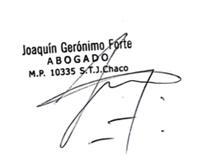 Joaquín Gerónimo Forte
ABOGADO
M.P. 10335 S.T.J.Chaco